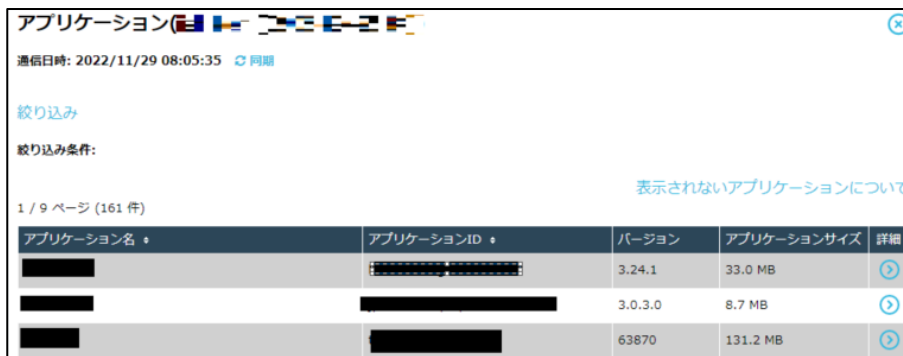 アプリケーション(
通信日時: 2022/11/29 08:05:35 同期
絞り込み
絞り込み条件:
表示されないアプリケーションについて
1 / 9 ページ (161 件)
アプリケーション名 アプリケーションID バージョン アプリケーションサイズ 詳細
3.24.1 33.0 MB
3.0.3.0 8.7 MB
63870 131.2 MB